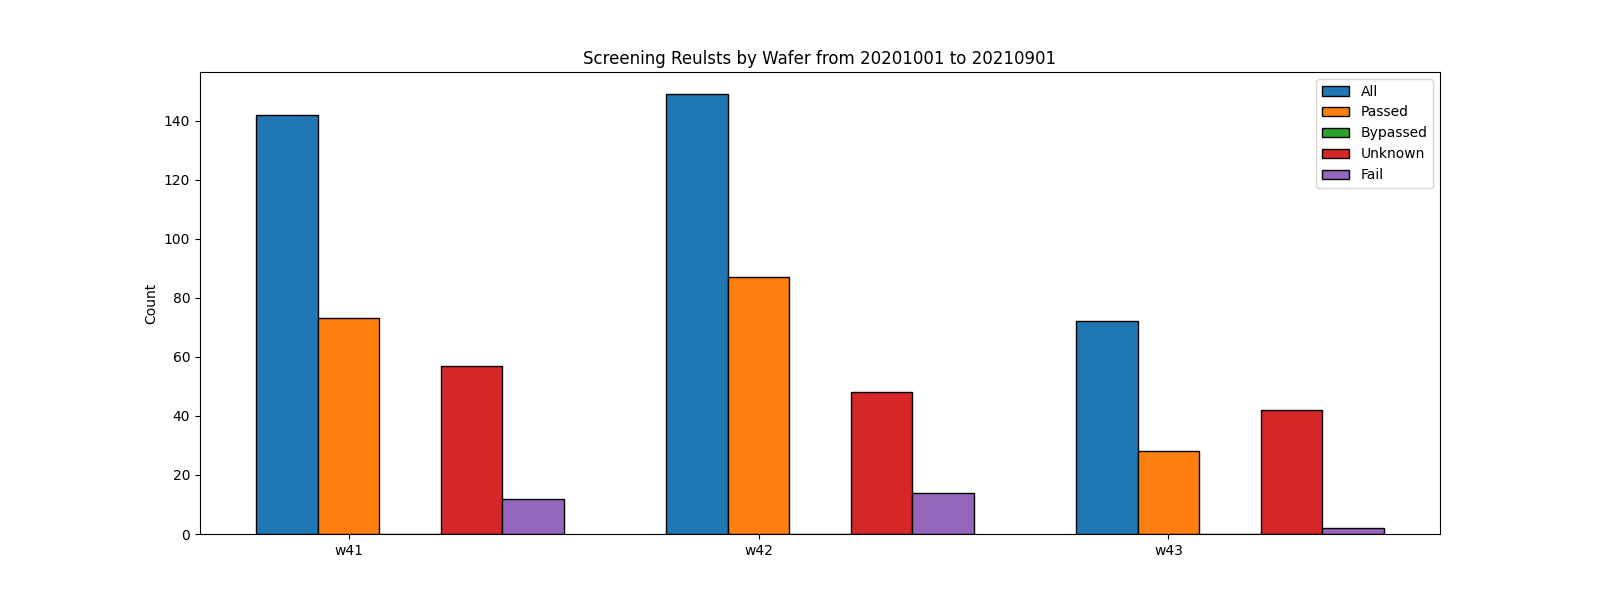 Screening Reulsts by Wafer from 20201001 to 20210901
All
Passed
Bypassed
Unknown
Fail
Count
140
120
100
80
60
40
20
0
w41
w42
w43